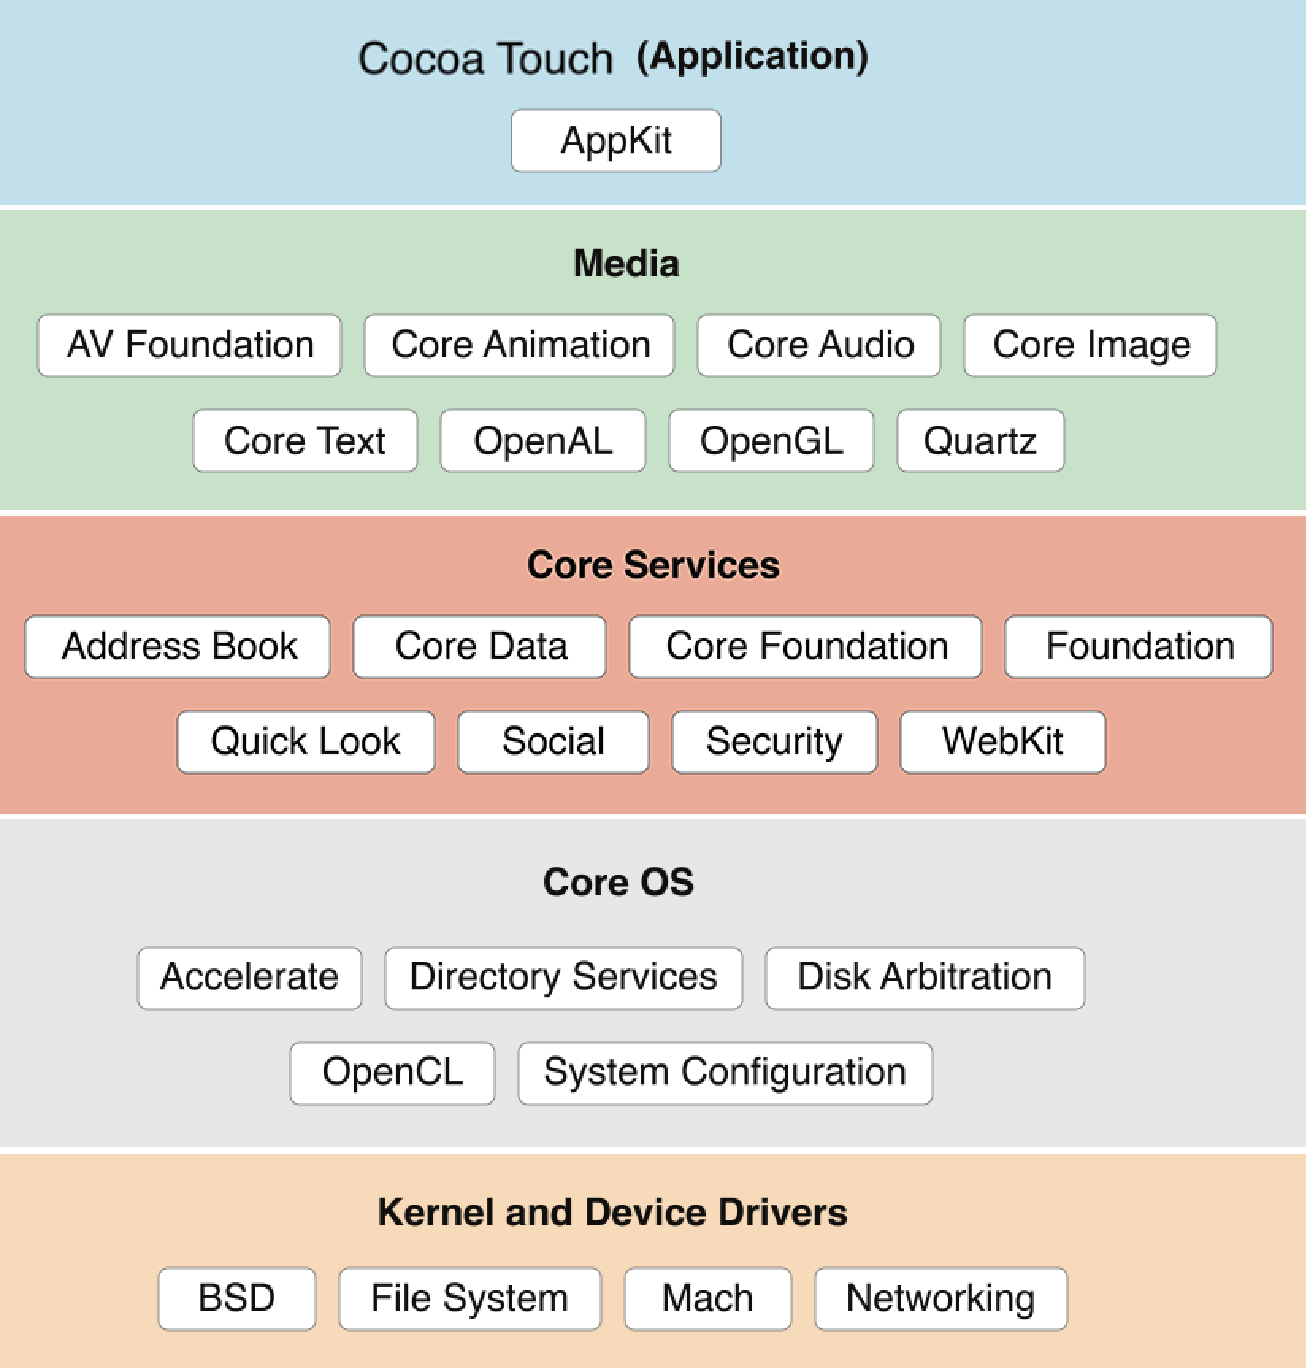 Cocoa Touch (Application)
AppKit
Media
AV Foundation Core Animation Core Audio Core Image
Core Text OpenAL OpenGL Quartz
Core Services
Address Book Core Data Core Foundation Foundation
Quick Look Social Security WebKit
Core OS
Accelerate Directory Services Disk Arbitration
OpenCL System Configuration
Kernel and Device Drivers
BSD File System Mach Networking